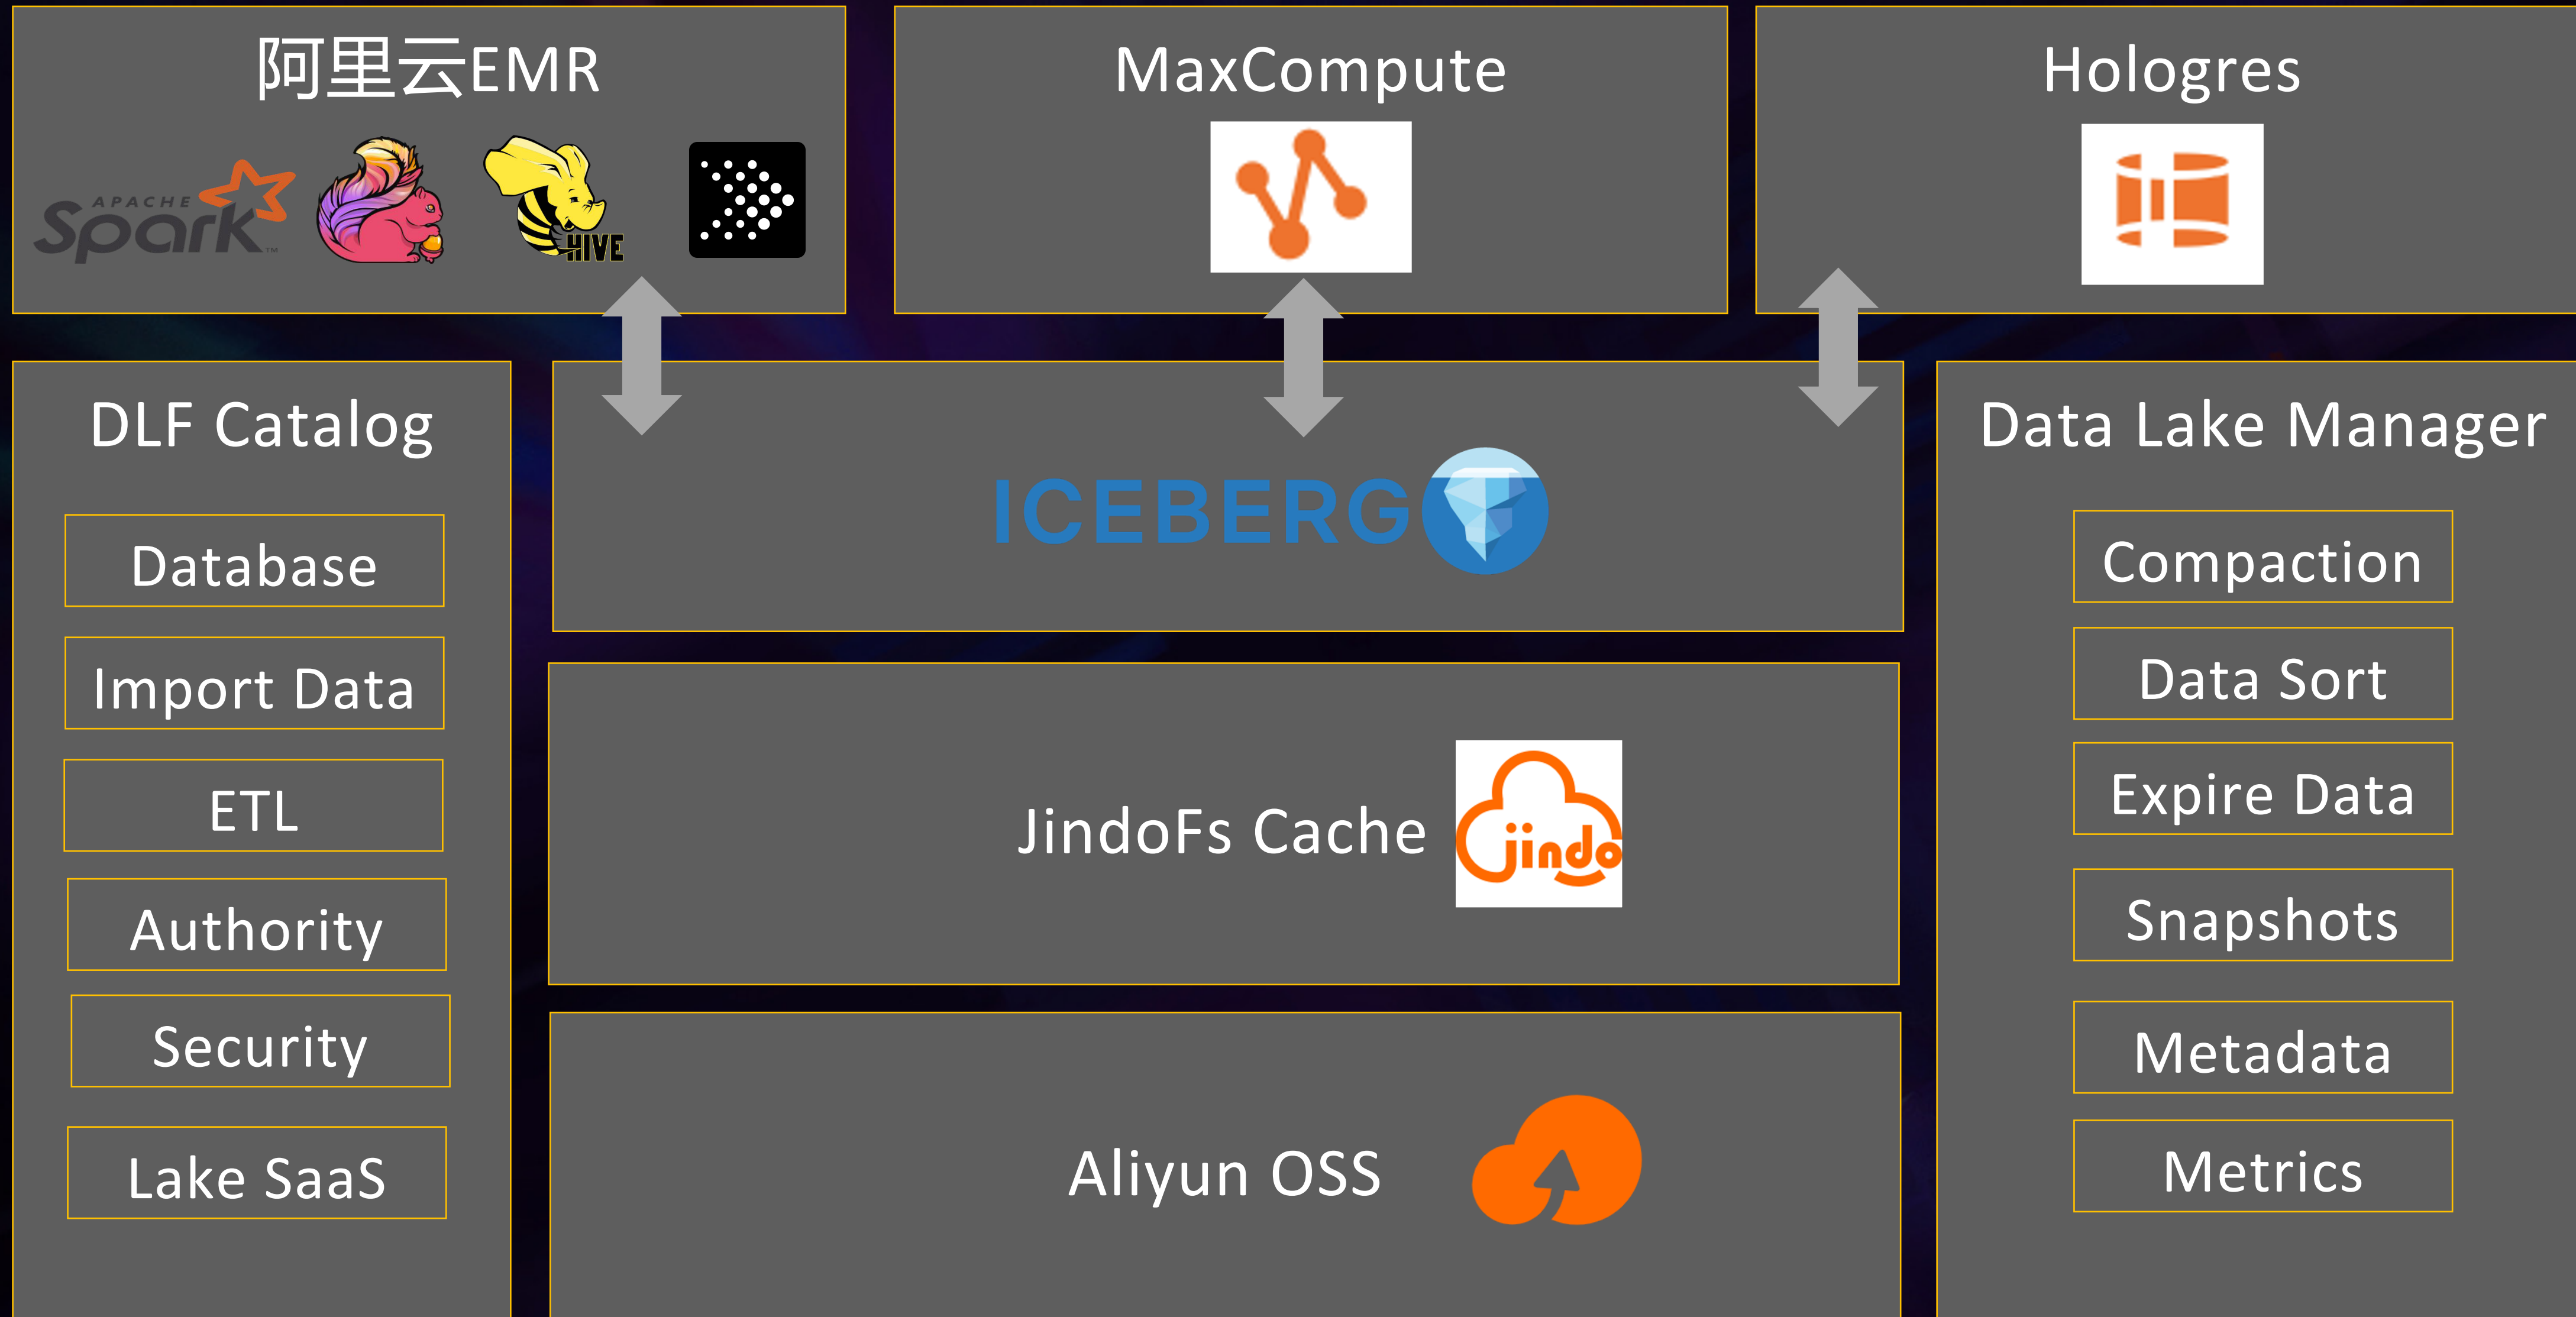 阿里云EMR
MaxCompute
Hologres
APACHE
Spark™
HIVE
DLF Catalog
Database
Import Data
ETL
Authority
Security
Lake SaaS
ICEBERG
JindoFs Cache
jindo
Aliyun OSS
Data Lake Manager
Compaction
Data Sort
Expire Data
Snapshots
Metadata
Metrics